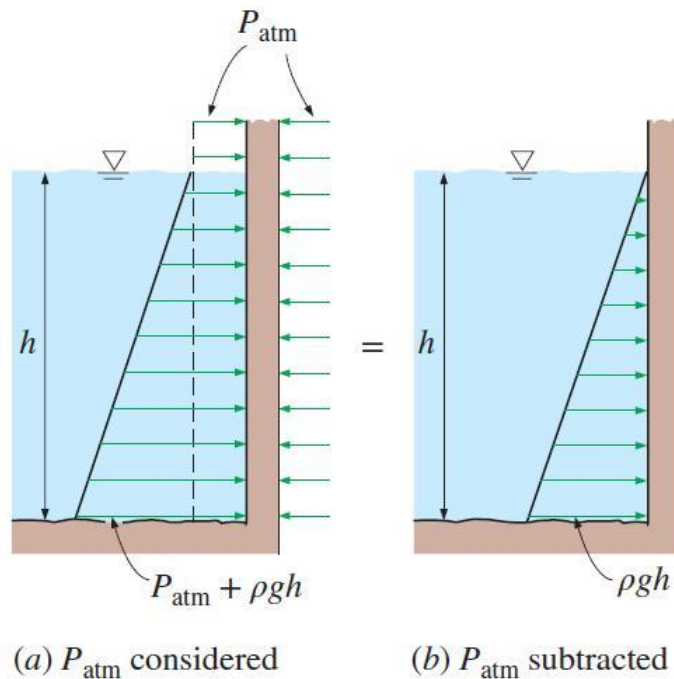 P_atm
h
=
h
P_atm + ρgh
ρgh
(a) P_atm considered
(b) P_atm subtracted